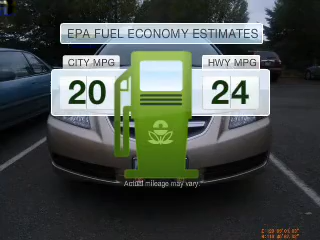 EPA FUEL ECONOMY ESTIMATES
CITY MPG HWY MPG
20 24
Actual mileage may vary.